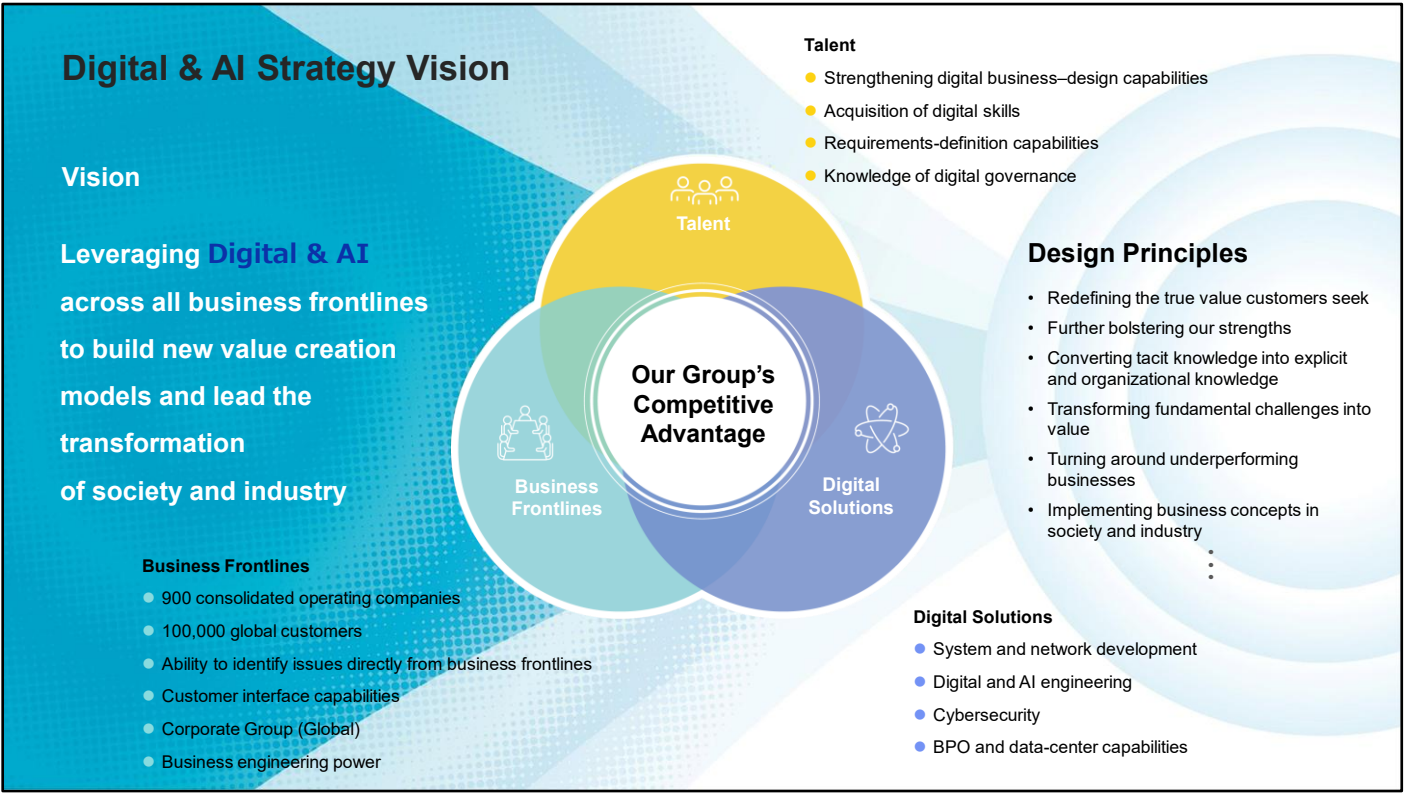 Digital & AI Strategy Vision
Vision
Leveraging Digital & AI
across all business frontlines
to build new value creation
models and lead the
transformation
of society and industry
Talent
Strengthening digital business–design capabilities
Acquisition of digital skills
Requirements-definition capabilities
Knowledge of digital governance
Talent
Business
Frontlines
Our Group's
Competitive
Advantage
Digital
Solutions
Design Principles
• Redefining the true value customers seek
• Further bolstering our strengths
• Converting tacit knowledge into explicit
and organizational knowledge
• Transforming fundamental challenges into
value
• Turning around underperforming
businesses
• Implementing business concepts in
society and industry
Business Frontlines
900 consolidated operating companies
100,000 global customers
Ability to identify issues directly from business frontlines
Customer interface capabilities
Corporate Group (Global)
Business engineering power
Digital Solutions
System and network development
Digital and AI engineering
Cybersecurity
BPO and data-center capabilities